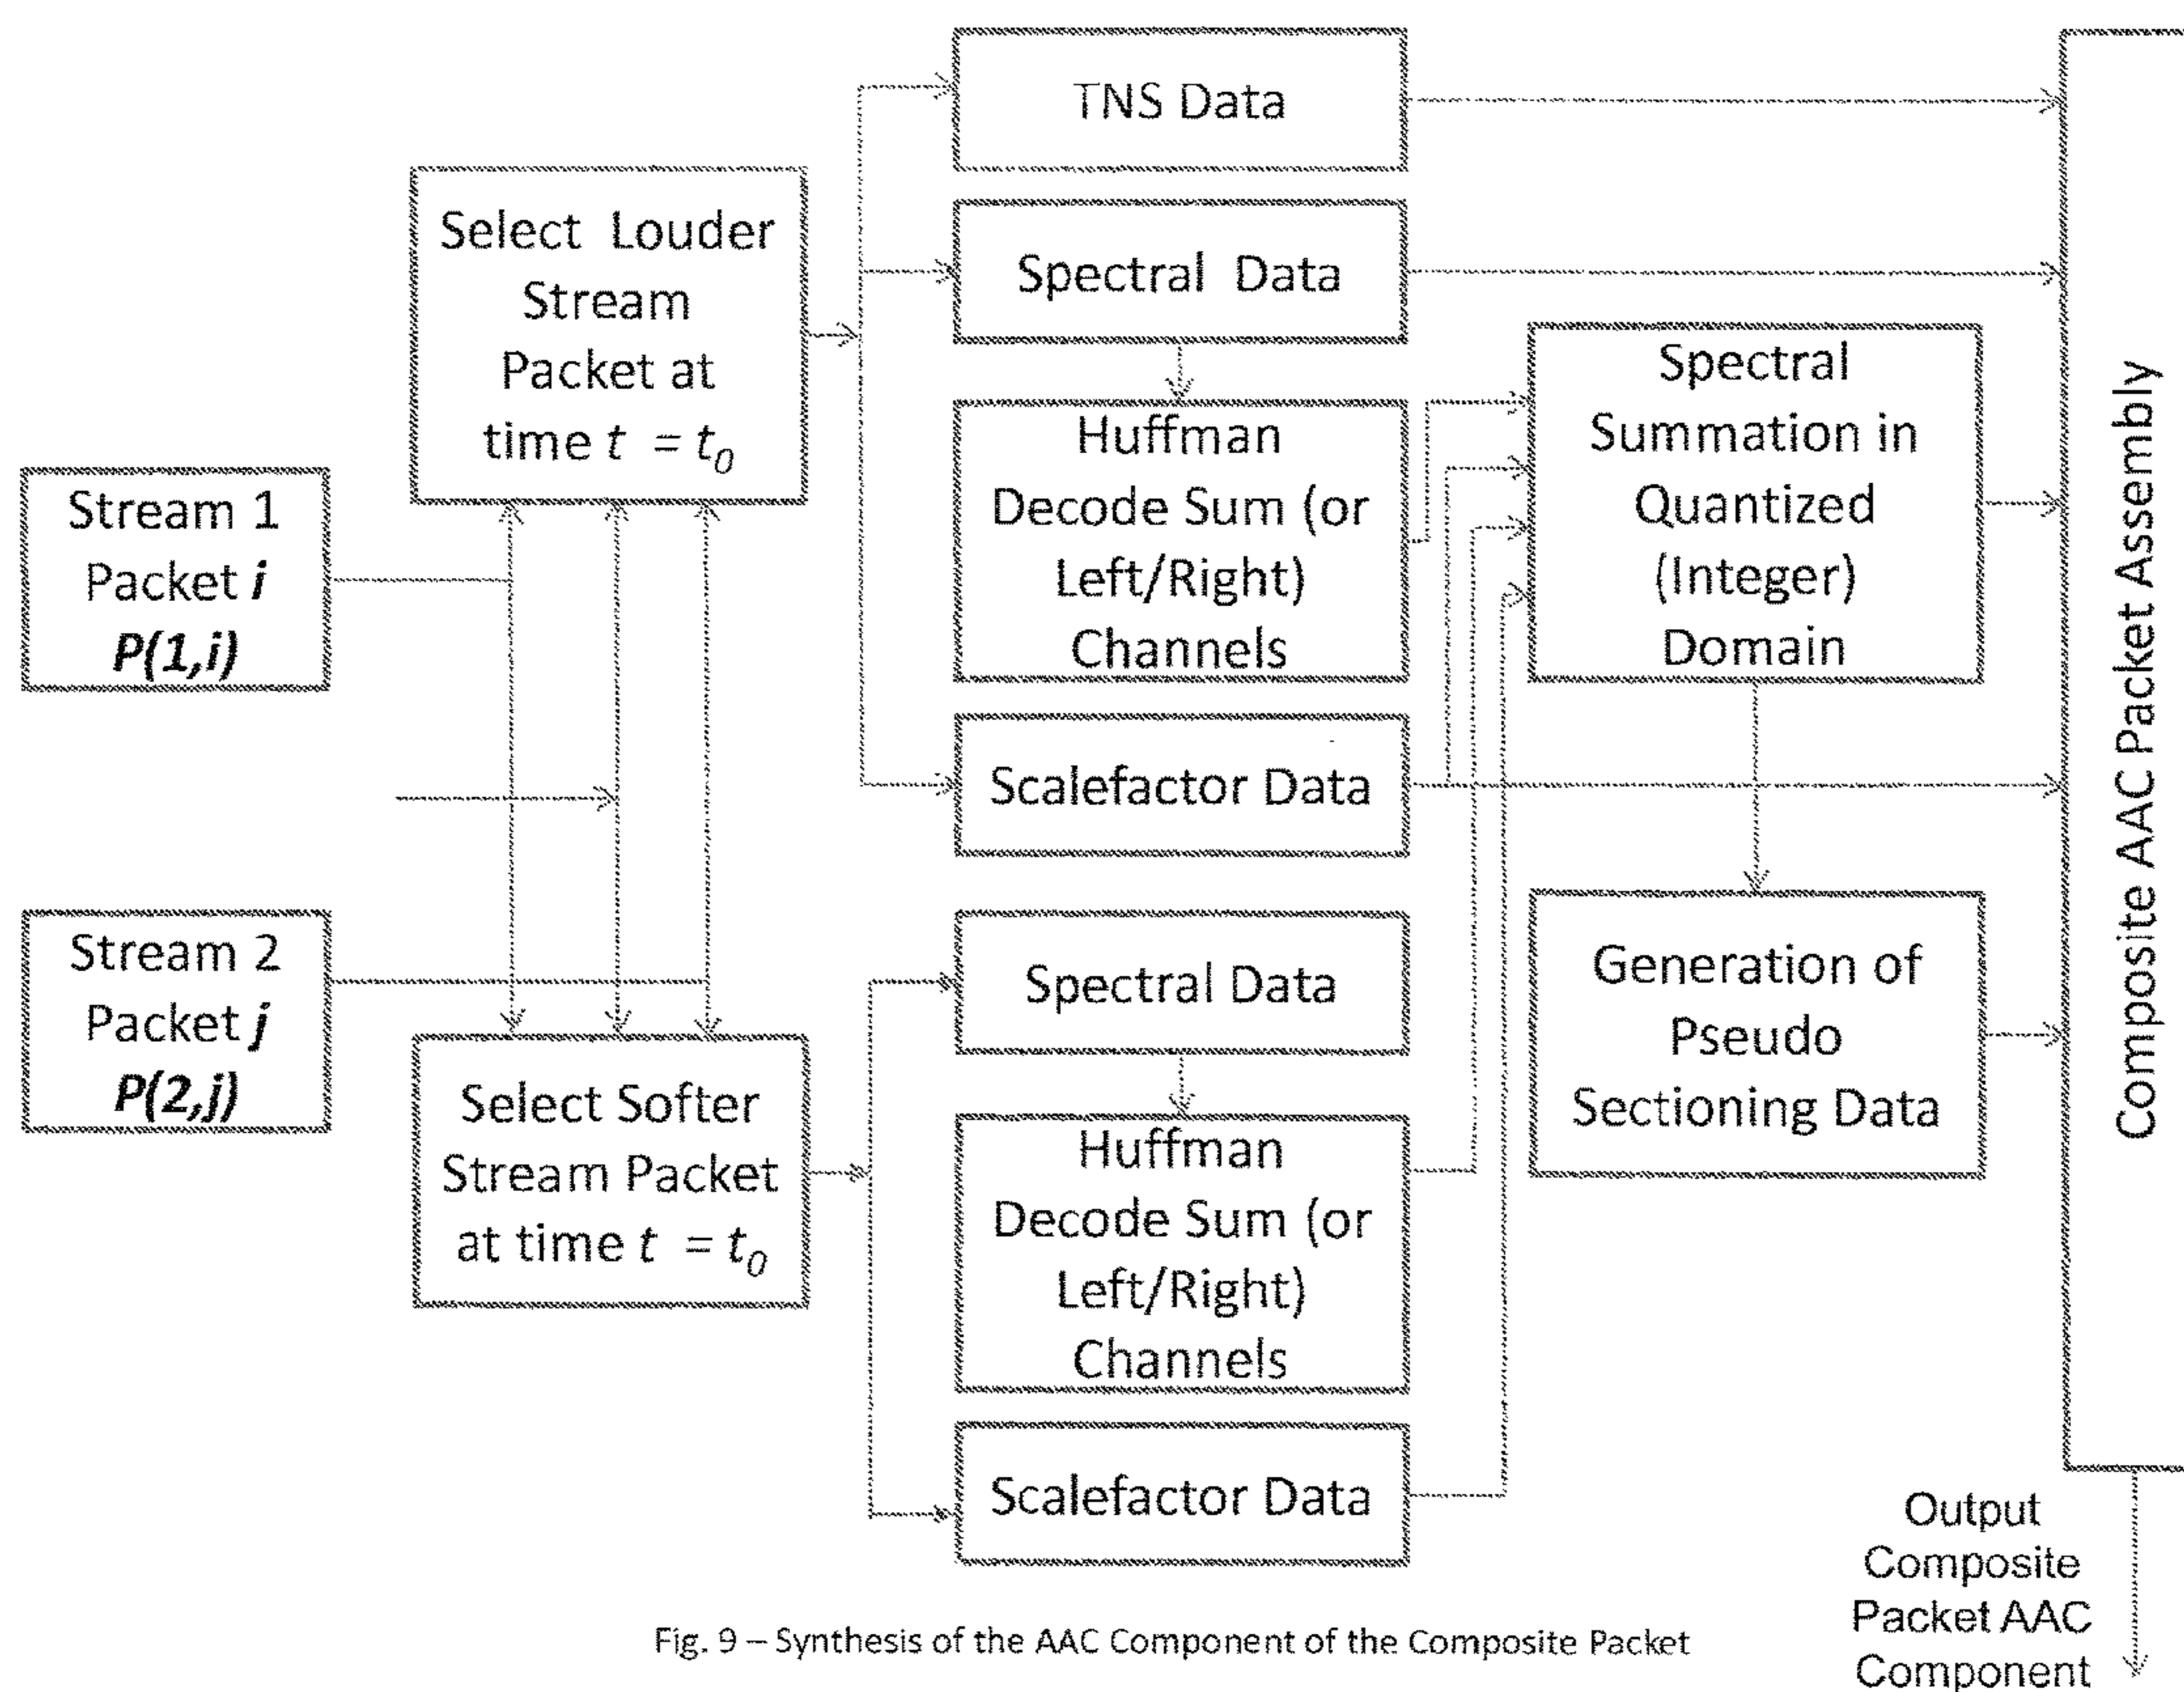 Stream 1
Packet i
P(1,i)
Stream 2
Packet j
P(2,j)
Select Louder
Stream
Packet at
time t = t0
Select Softer
Stream Packet
at time t = t0
TNS Data
Spectral Data
Huffman
Decode Sum (or
Left/Right)
Channels
Scalefactor Data
Spectral Data
Huffman
Decode Sum (or
Left/Right)
Channels
Scalefactor Data
Spectral
Summation in
Quantized
(Integer)
Domain
Generation of
Pseudo
Sectioning Data
Composite AAC Packet Assembly
Output
Composite
Packet AAC
Component
Fig. 9 – Synthesis of the AAC Component of the Composite Packet